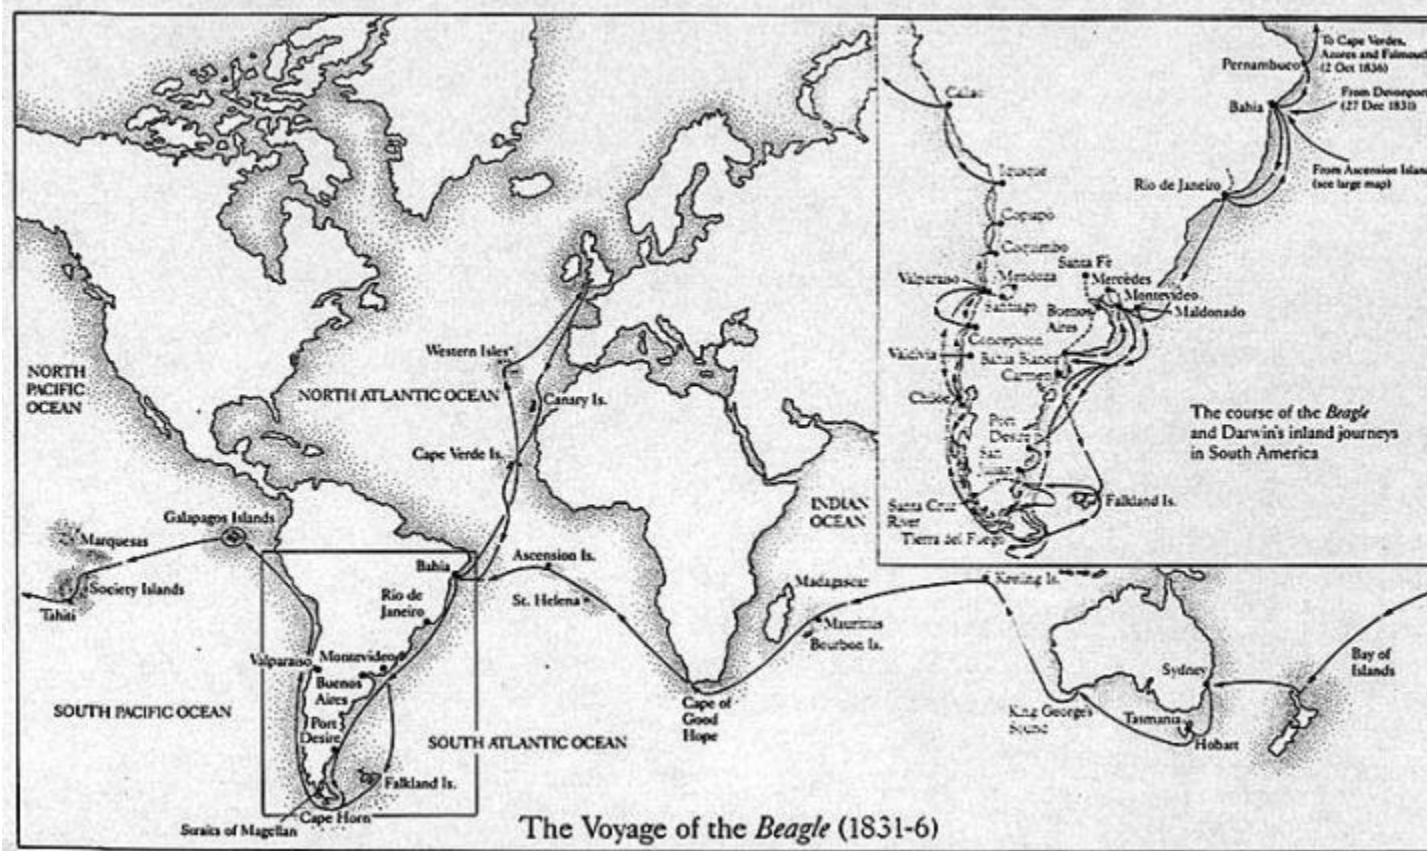 To Cape Verdes,
Azores and Falmouth
(2 Oct 1836)
Pernambuco
From Devonport
(27 Dec 1831)
Bahia
From Ascension Island
(see large map)
Rio de Janeiro
Callao
Iquique
Copiapò
Coquimbo
Santa Fè
Valparaiso
Mendoza
Mercèdes
Santiago
Montevideo
Buenos
Aires
Maldonado
Concepcion
Valdivia
Bahia Blanca
Carmen
Chiloe
The course of the Beagle
and Darwin's inland journeys
in South America
Port
Desire
San
Julian
Santa Cruz
River
Falkland Is.
Tierra del Fuego
NORTH
PACIFIC
OCEAN
Western Isles
NORTH ATLANTIC OCEAN
Canary Is.
Cape Verde Is.
INDIAN
OCEAN
Galapagos Islands
Marquesas
Society Islands
Tahiti
Bahia
Ascension Is.
St. Helena
Rio de
Janeiro
Madagascar
Mauritius
Bourbon Is.
Keeling Is.
Valparaiso
Montevideo
Buenos
Aires
Port
Desire
SOUTH PACIFIC OCEAN
SOUTH ATLANTIC OCEAN
Cape of
Good
Hope
King George's
Sound
Sydney
Tasmania
Hobart
Bay of
Islands
Falkland Is.
Cape Horn
Straits of Magellan
The Voyage of the Beagle (1831-6)